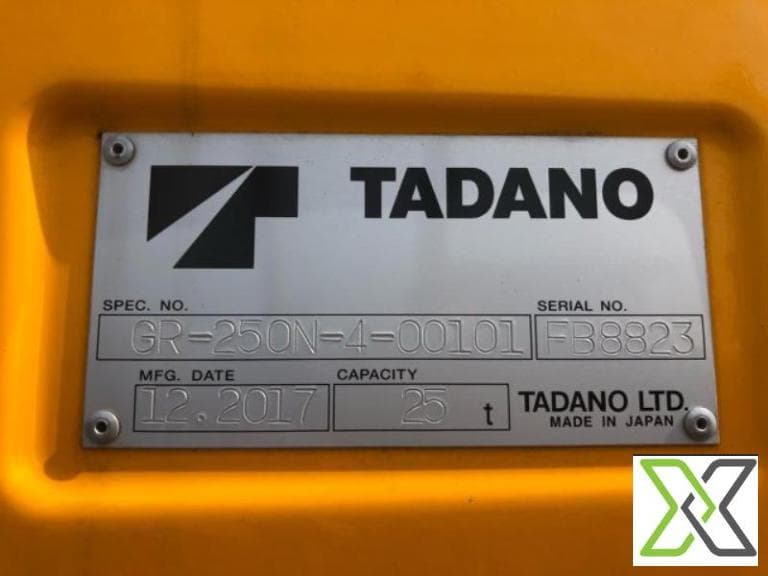 TADANO
SPEC. NO. SERIAL NO.
GR-250N-4-00101 FB8823
MFG. DATE CAPACITY
12.2017 25 t TADANO LTD.
MADE IN JAPAN